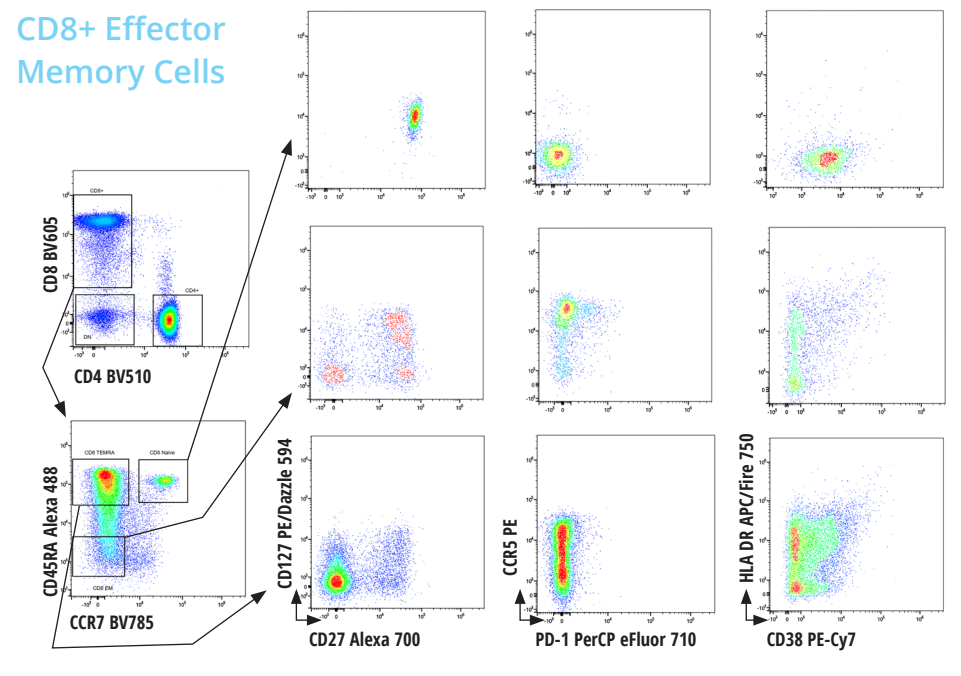 CD8+ Effector
Memory Cells
CD8+
CD8 BV605
CD4+
DN
CD4 BV510
CD8 TEMRA
CD8 Naive
CD45RA Alexa 488
CD8 EM
CCR7 BV785
CD127 PE/Dazzle 594
CD27 Alexa 700
CCR5 PE
PD-1 PerCP eFluor 710
HLA DR APC/Fire 750
CD38 PE-Cy7